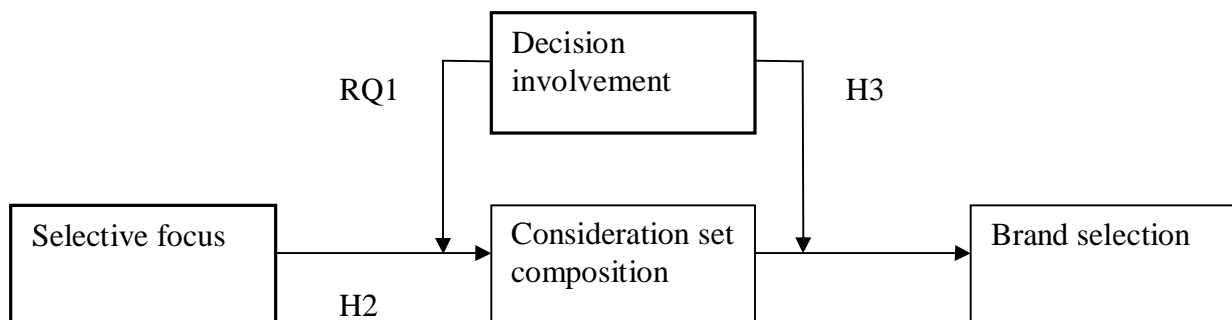 Decision
involvement
RQ1
H3
Selective focus
Consideration set
composition
Brand selection
H2